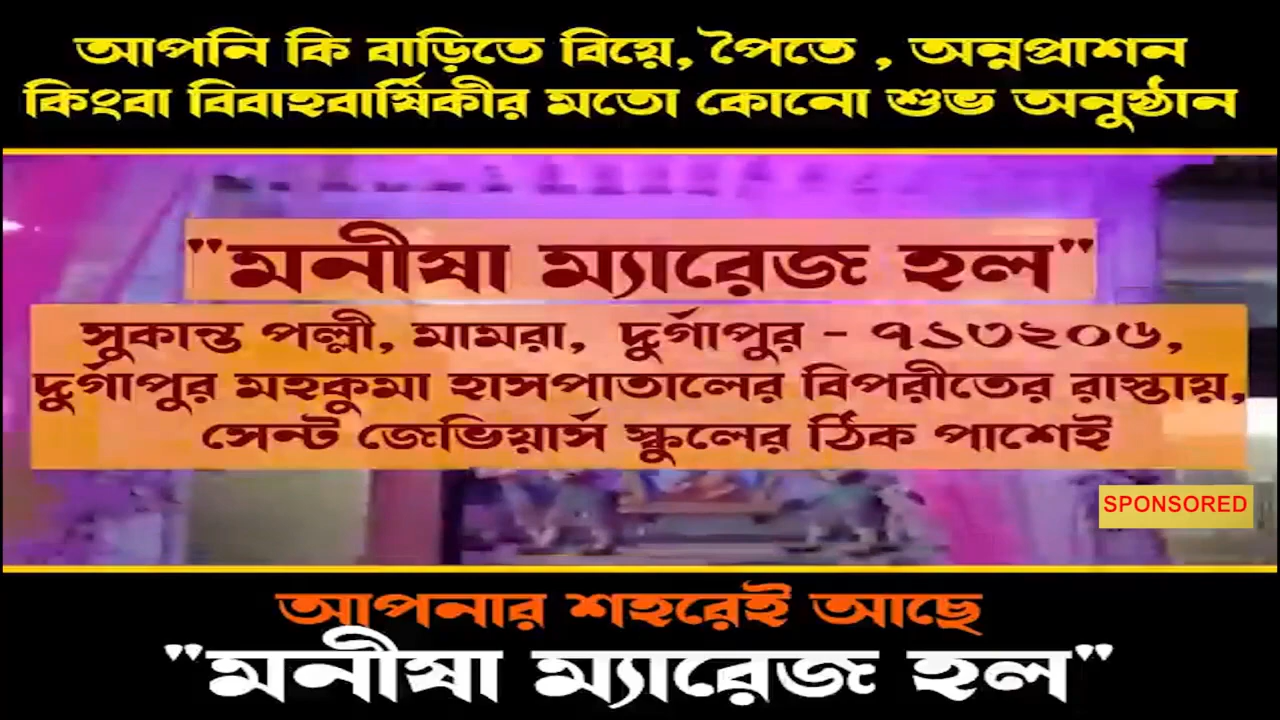 আপনি কি বাড়িতে বিয়ে, পৈতে , অন্নপ্রাশন
কিংবা বিবাহবার্ষিকীর মতো কোনো শুভ অনুষ্ঠান
"মনীষা ম্যারেজ হল"
সুকান্ত পল্লী, মামরা, দুর্গাপুর - ৭১৩২০৬,
দুর্গাপুর মহকুমা হাসপাতালের বিপরীতের রাস্তায়,
সেন্ট জেভিয়ার্স স্কুলের ঠিক পাশেই
SPONSORED
আপনার শহরেই আছে
"মনীষা ম্যারেজ হল"